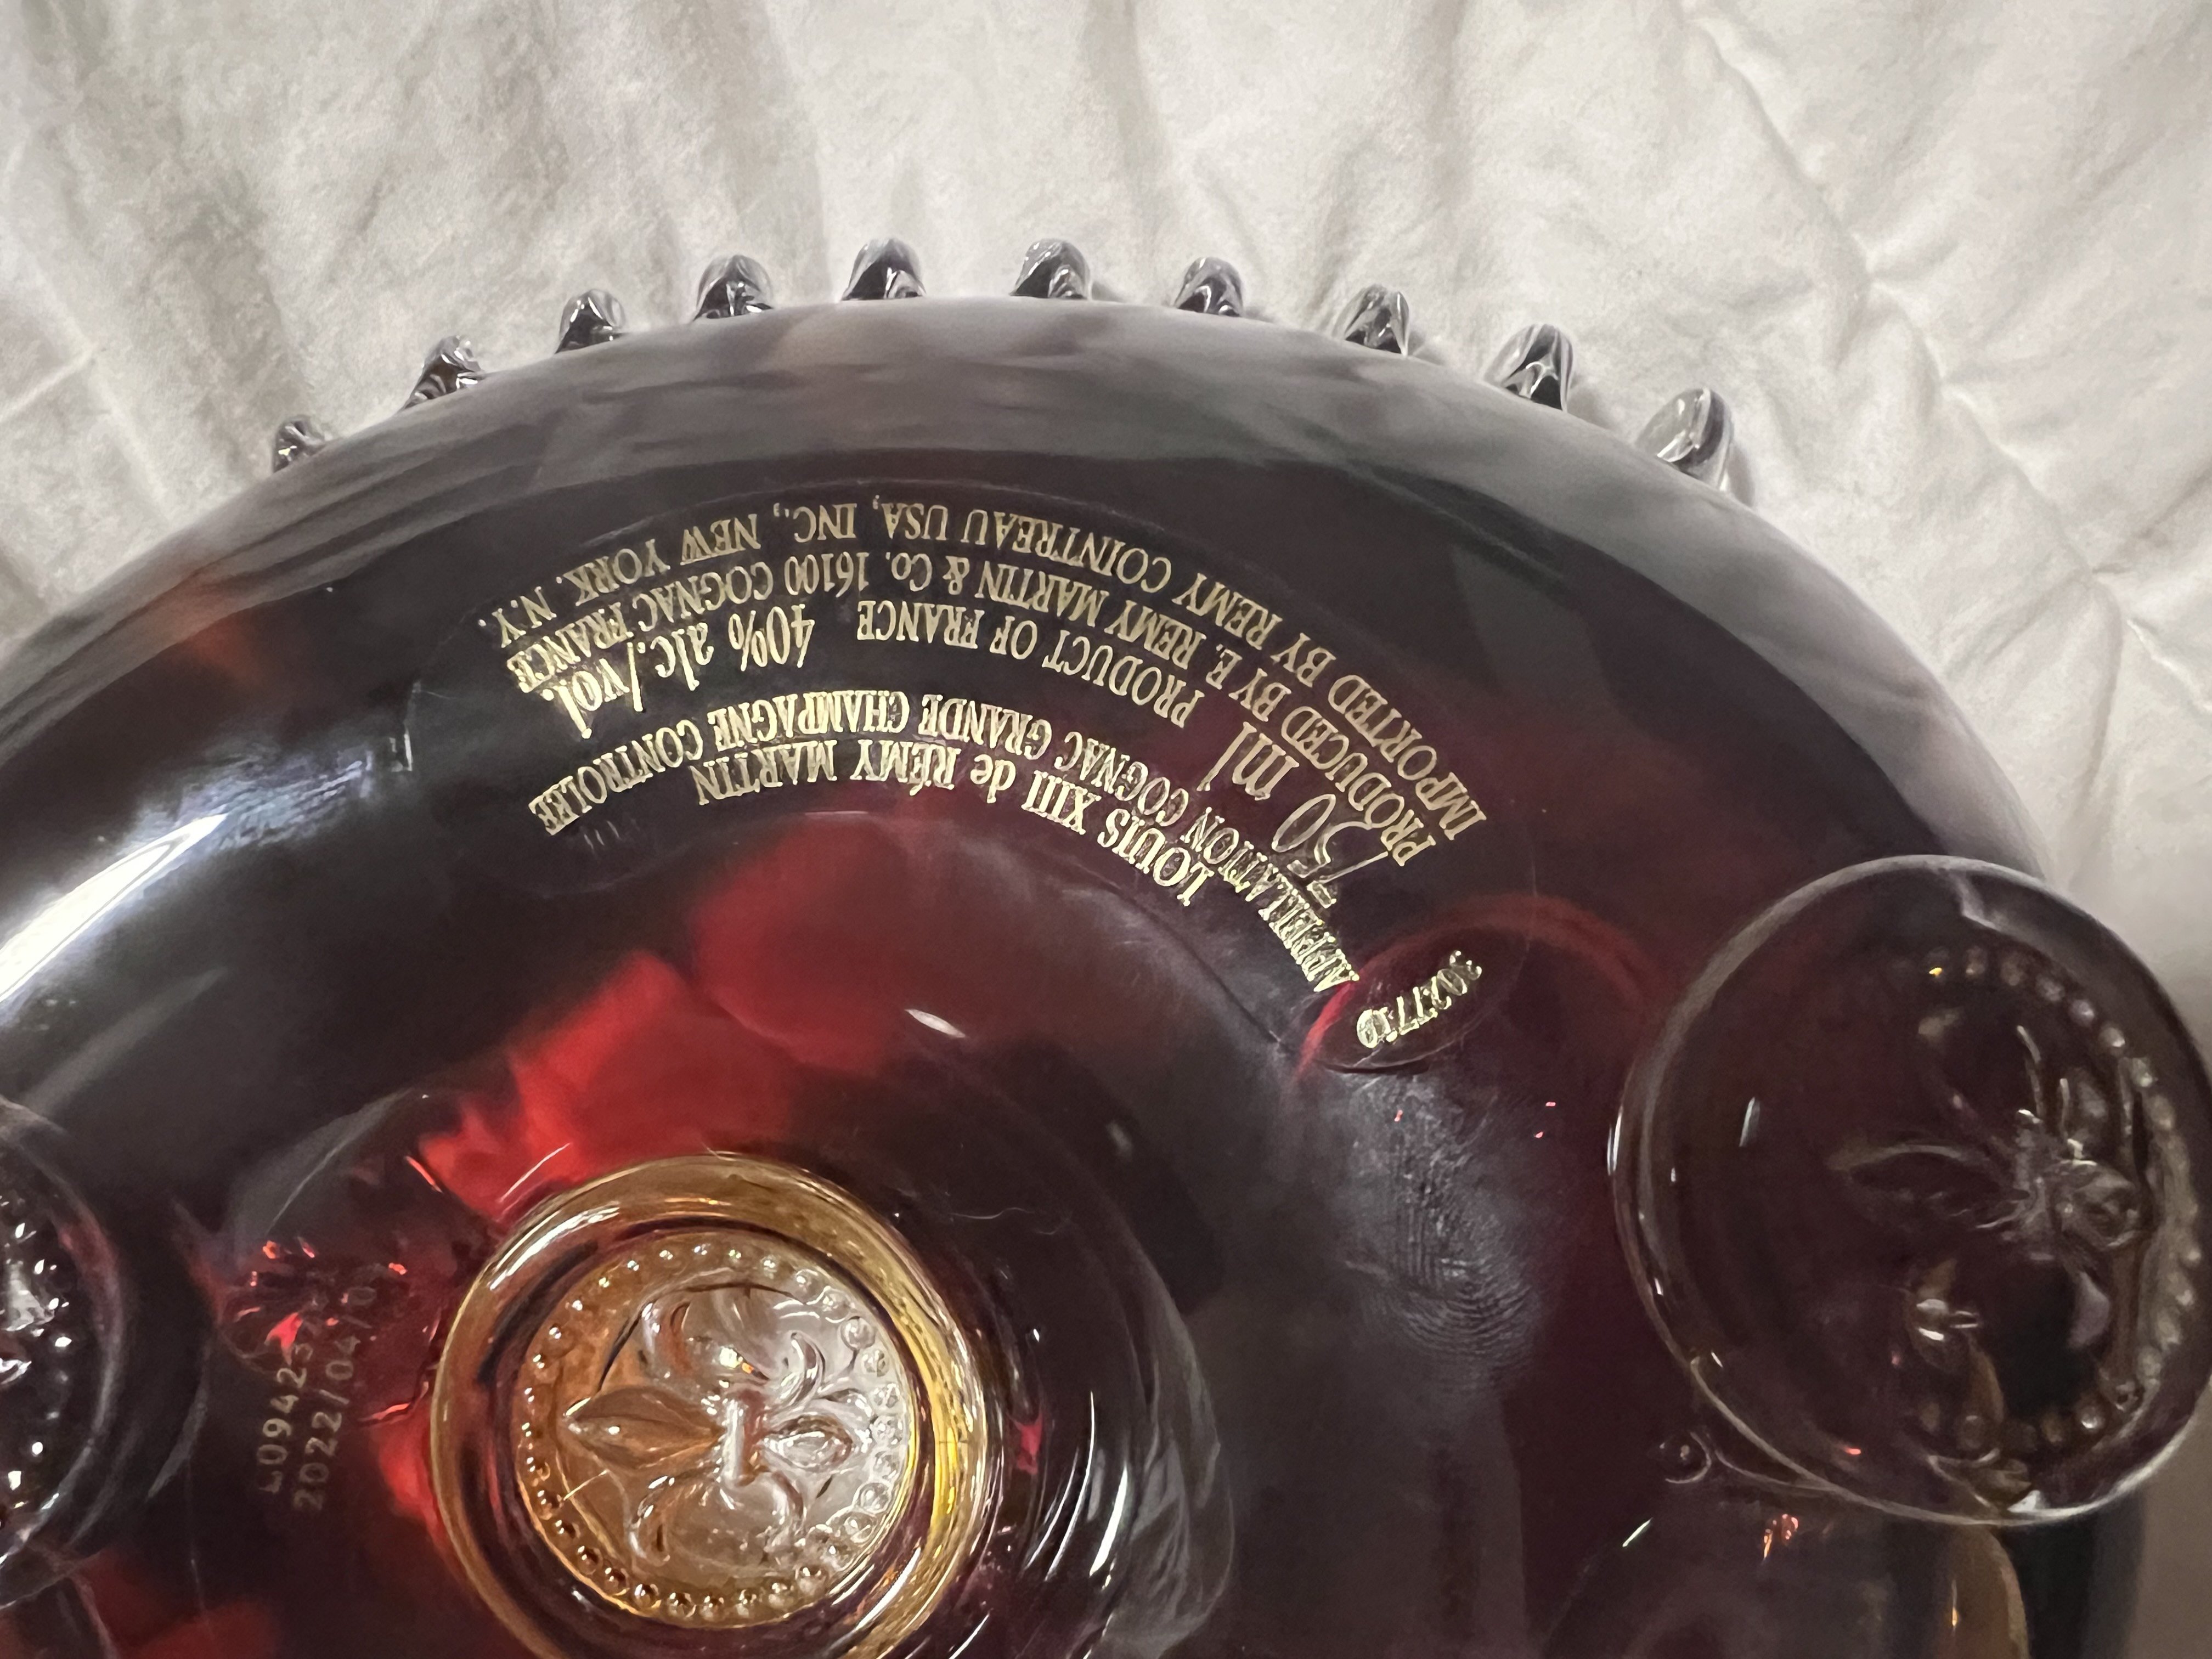 LOUIS XIII de RÉMY MARTIN
APPELLATION COGNAC GRANDE CHAMPAGNE CONTROLEE
750 ml PRODUCT OF FRANCE 40% alc./vol.
PRODUCED BY E. REMY MARTIN & Co. 16100 COGNAC FRANCE
IMPORTED BY REMY COINTREAU USA, INC., NEW YORK. N.Y.
2022/04/0